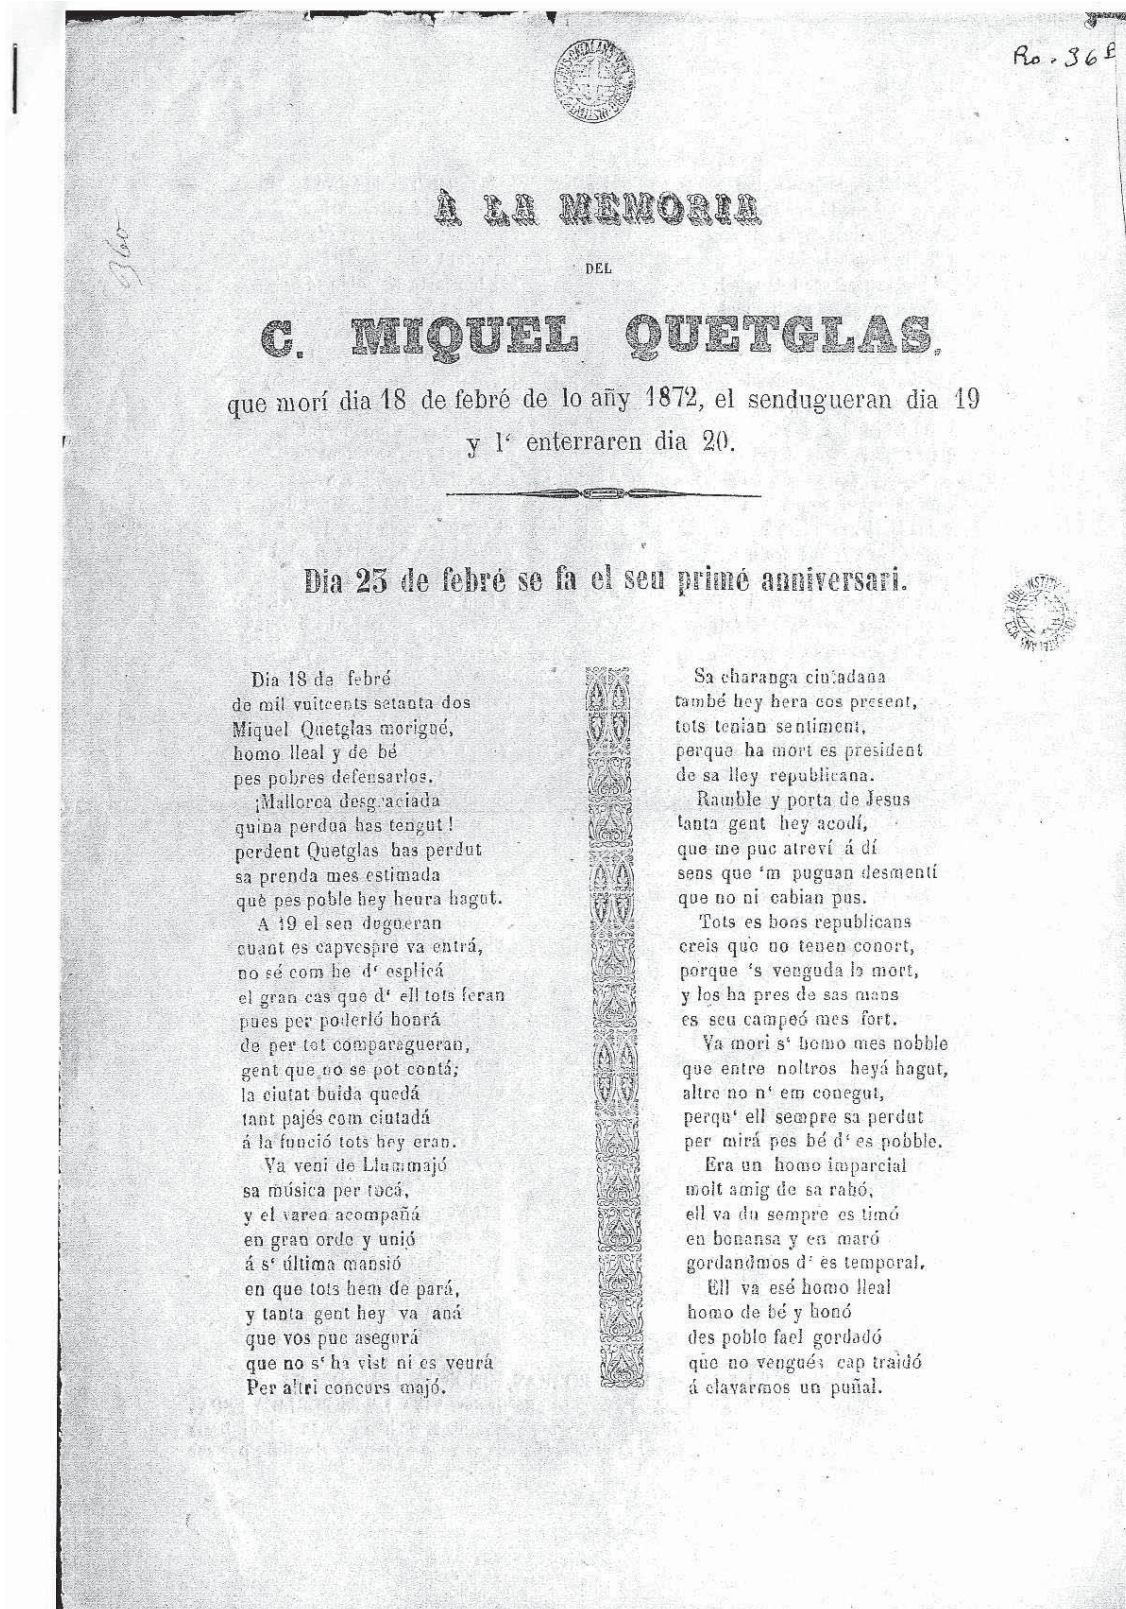 Ro. 36
360
À LA MEMORIA
DEL
C. MIQUEL QUETGLAS.
que morí dia 18 de febré de lo añy 1872, el sendugueran dia 19
y l‘ enterraren dia 20.
Dia 25 de febré se fa el seu primé anniversari.
Dia 18 de febré
de mil vuitcents setanta dos
Miquel Quetglas morigué,
homo lleal y de bé
pes pobres defensarlos.
¡Mallorca desgraciada
quina perdua has tengut!
perdent Quetglas has perdut
sa prenda mes estimada
què pes poble hey heura hagut.
A 19 el sen dugueran
cuant es capvespre va entrá,
no sé com he d‘ esplicá
el gran cas que d‘ ell tots feran
pues per poderló honrá
de per tot comparagueran,
gent que no se pot contá;
la ciutat buida quedá
tant pajés com ciutadá
á la funció tots hey eran.
Va veni de Llummajó
sa música per tocá,
y el varen acompañá
en gran orde y unió
á s‘ última mansió
en que tots hem de pará,
y tanta gent hey va aná
que vos puc asegurá
que no s‘ ha vist ni es veurá
Per altri concurs majó.
Sa charanga ciutadana
també hey hera cos present,
tots tenian sentiment,
perque ha mort es president
de sa lley republicana.
Ramble y porta de Jesus
tanta gent hey acodí,
que me puc atreví á dí
sens que ‘m puguan desmentí
que no ni cabian pus.
Tots es bons republicans
creis que no tenen conort,
porque ‘s venguda la mort,
y los ha pres de sas mans
es seu campeó mes fort.
Va mori s‘ homo mes nobble
que entre noltros heyá hagut,
altre no n‘ em conegut,
perqu‘ ell sempre sa perdut
per mirá pes bé d‘ es pobble.
Era un homo imparcial
molt amig de sa rahó,
ell va du sempre es timó
en bonansa y en maró
gordandmos d‘ es temporal.
Ell va esé homo lleal
homo de bé y honó
des poble fael gordadó
que no vengués cap traidó
á clavarmos un puñal.